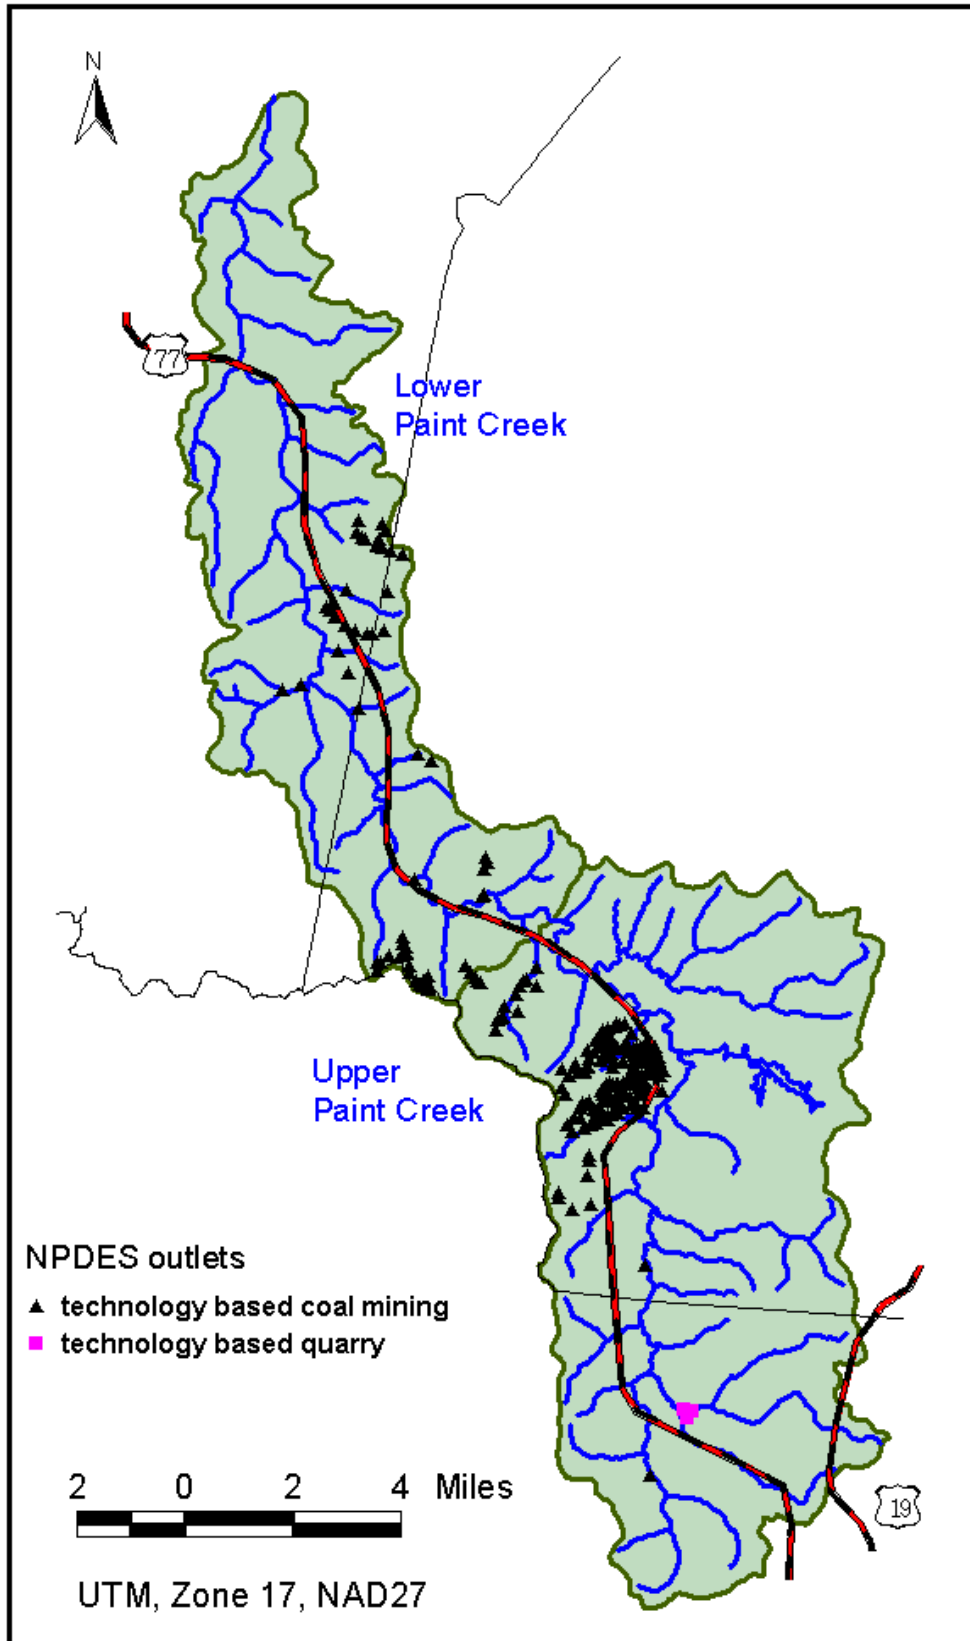 N
77
Lower
Paint Creek
Upper
Paint Creek
NPDES outlets
technology based coal mining
technology based quarry
2 0 2 4 Miles
19
UTM, Zone 17, NAD27